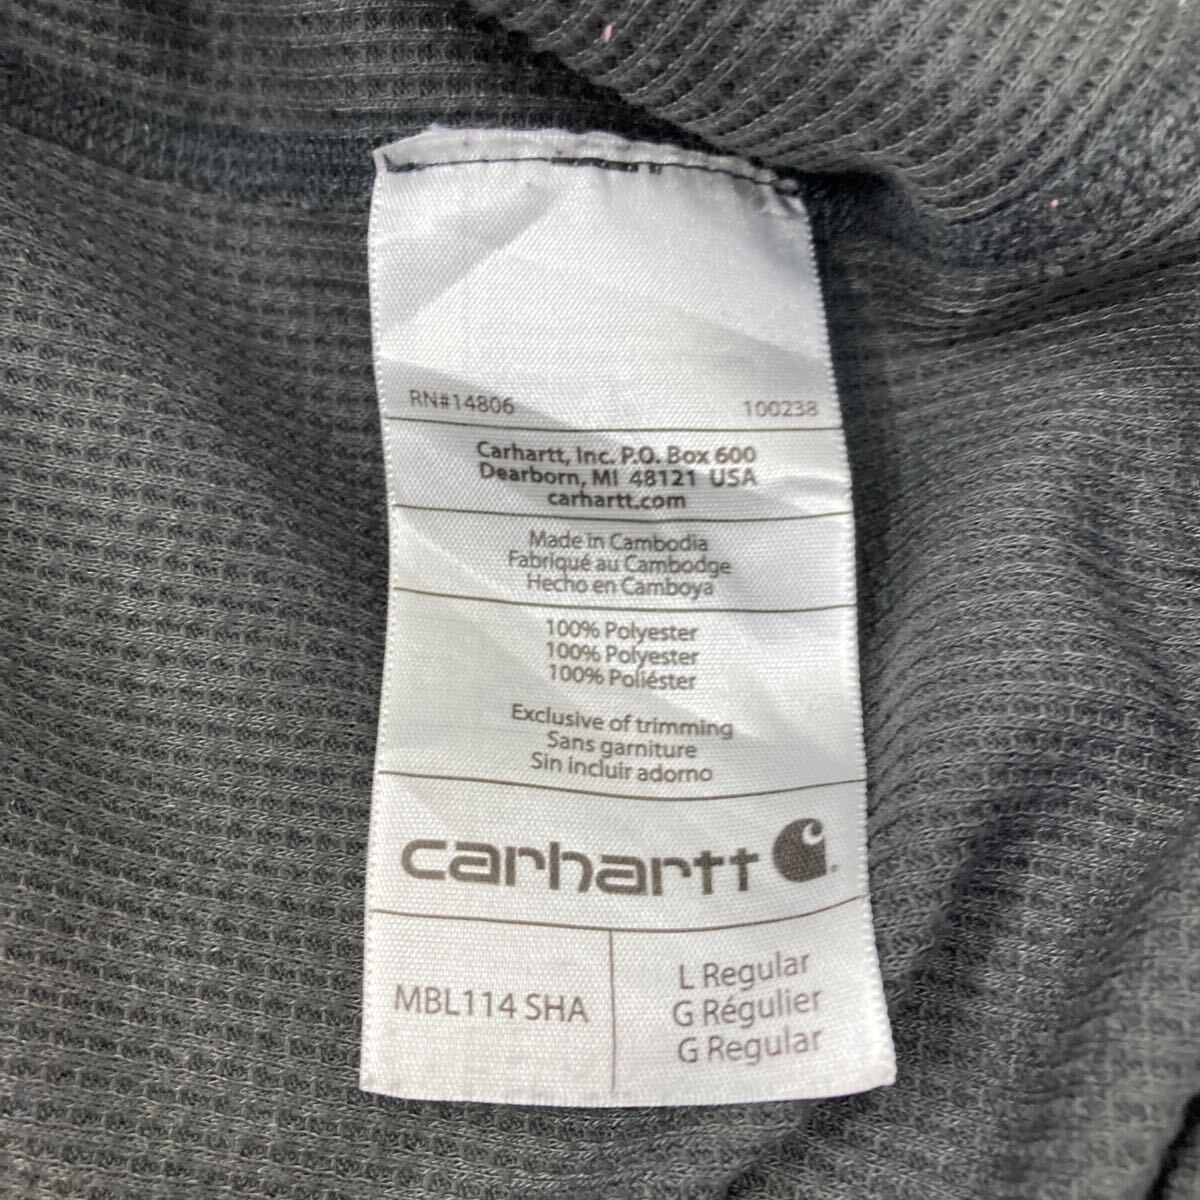 RN#14806 100238
Carhartt, Inc. P.O. Box 600
Dearborn, MI 48121 USA
carhartt.com
Made in Cambodia
Fabriqué au Cambodge
Hecho en Camboya
100% Polyester
100% Polyester
100% Poliéster
Exclusive of trimming
Sans garniture
Sin incluir adorno
carhartt
MBL114 SHA
L Regular
G Régulier
G Regular